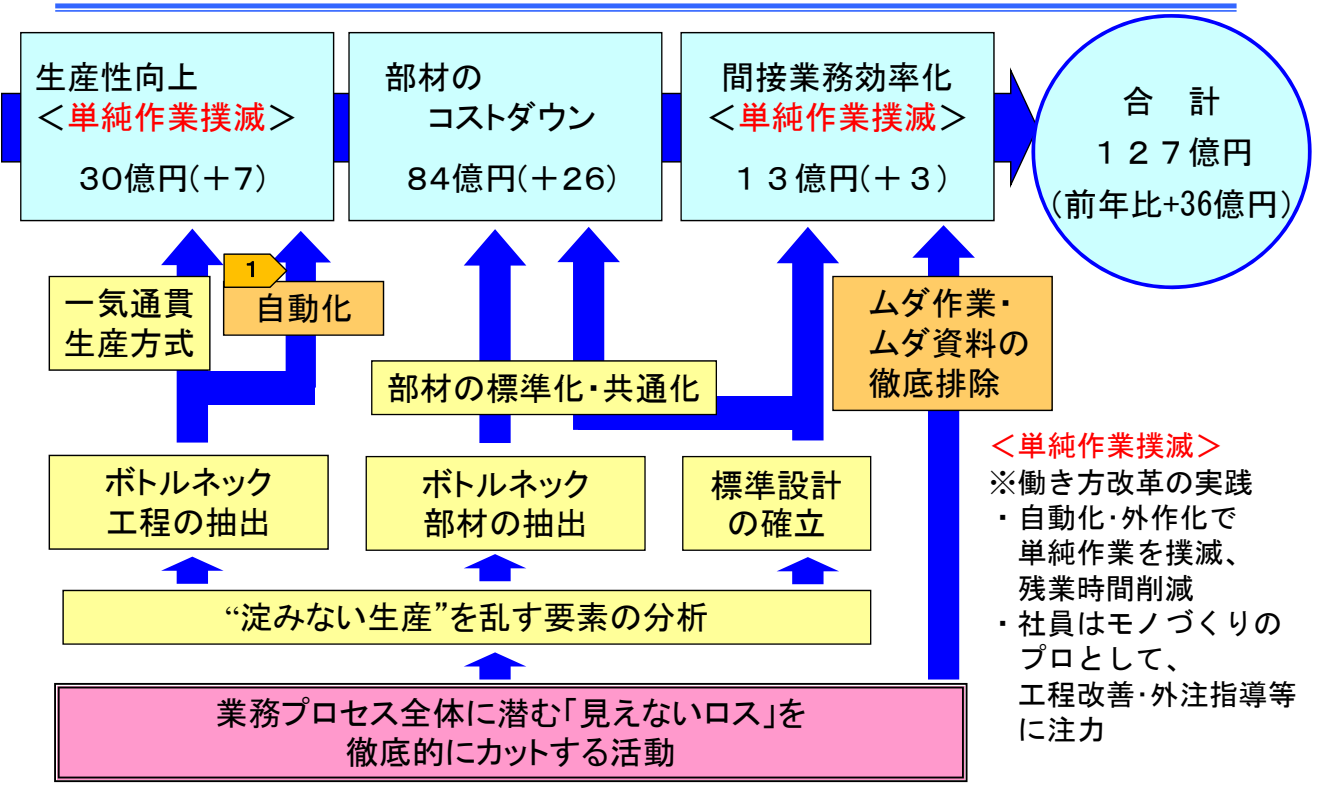 生産性向上
＜単純作業撲滅＞
30億円(＋7)
部材の
コストダウン
84億円(＋26)
間接業務効率化
＜単純作業撲滅＞
１３億円(＋３)
合　計
１２７億円
(前年比+36億円)
一気通貫
生産方式
1
自動化
部材の標準化・共通化
ムダ作業・
ムダ資料の
徹底排除
ボトルネック
工程の抽出
ボトルネック
部材の抽出
標準設計
の確立
“淀みない生産”を乱す要素の分析
業務プロセス全体に潜む「見えないロス」を
徹底的にカットする活動
＜単純作業撲滅＞
※働き方改革の実践
・自動化・外作化で
単純作業を撲滅、
残業時間削減
・社員はモノづくりの
プロとして、
工程改善・外注指導等
に注力